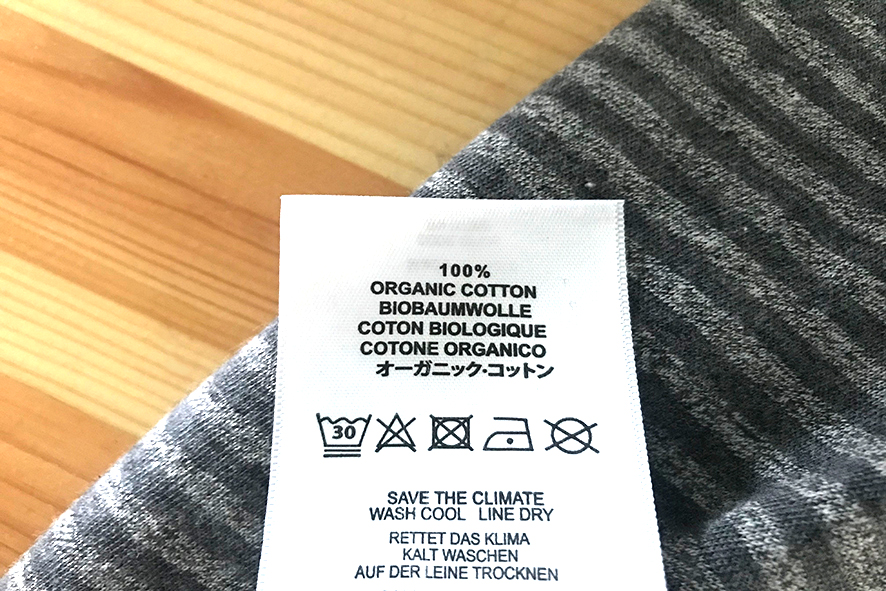 100%
ORGANIC COTTON
BIOBAUMWOLLE
COTON BIOLOGIQUE
COTONE ORGANICO
オーガニック・コットン
30
SAVE THE CLIMATE
WASH COOL LINE DRY
RETTET DAS KLIMA
KALT WASCHEN
AUF DER LEINE TROCKNEN